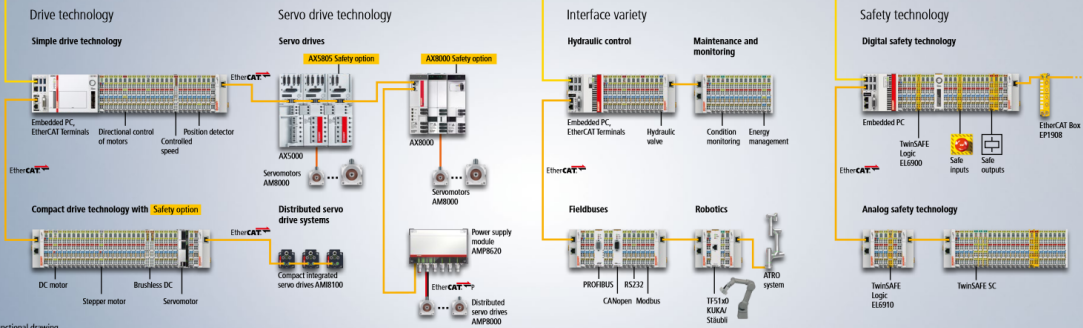 Drive technology
Simple drive technology
EtherCAT
Embedded PC,
EtherCAT Terminals
Directional control
of motors
Controlled
speed
Position detector
EtherCAT
Compact drive technology with Safety option
EtherCAT
DC motor
Stepper motor
Brushless DC
Servomotor
Servo drive technology
Servo drives
AX5805 Safety option
AX8000 Safety option
AX5000
Servomotors
AM8000
AX8000
Servomotors
AM8000
Distributed servo
drive systems
Compact integrated
servo drives AMI8100
Power supply
module
AMP8620
EtherCAT P
Distributed
servo drives
AMP8000
Interface variety
Hydraulic control
Embedded PC,
EtherCAT Terminals
Hydraulic
valve
Maintenance and
monitoring
Condition
monitoring
Energy
management
EtherCAT
Fieldbuses
PROFIBUS
RS232
CANopen
Modbus
Robotics
TF51x0
KUKA/
Stäubli
ATRO
system
Safety technology
Digital safety technology
Embedded PC
TwinSAFE
Logic
EL6900
Safe
inputs
Safe
outputs
EtherCAT Box
EP1908
EtherCAT
Analog safety technology
TwinSAFE
Logic
EL6910
TwinSAFE SC